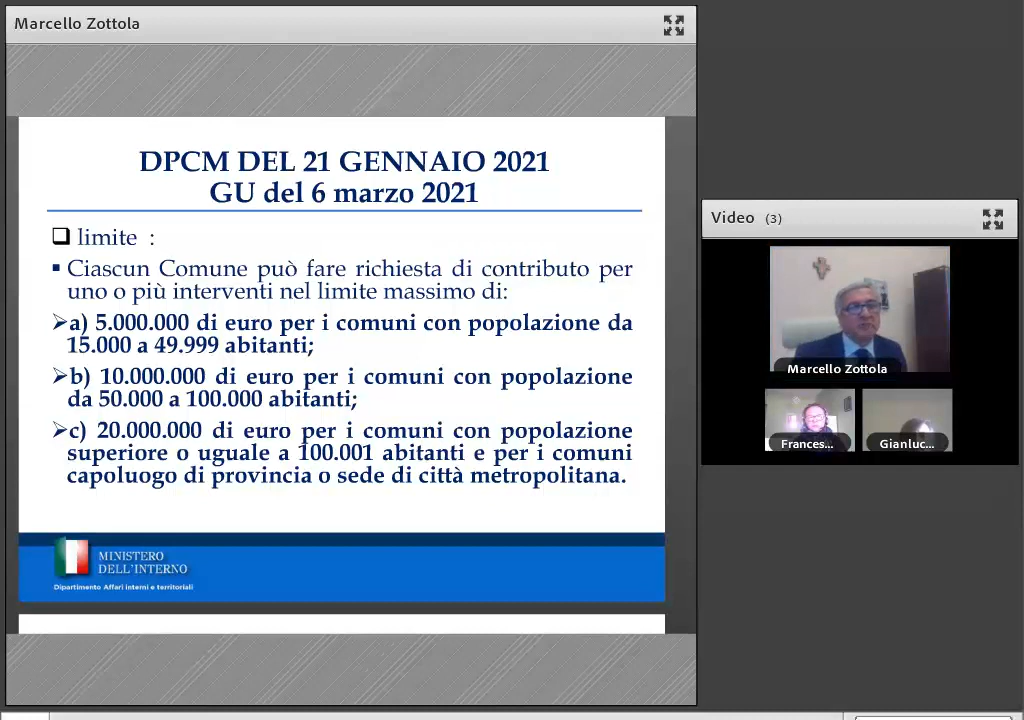 Marcello Zottola
DPCM DEL 21 GENNAIO 2021
GU del 6 marzo 2021
limite :
Ciascun Comune può fare richiesta di contributo per
uno o più interventi nel limite massimo di:
a) 5.000.000 di euro per i comuni con popolazione da
15.000 a 49.999 abitanti;
b) 10.000.000 di euro per i comuni con popolazione
da 50.000 a 100.000 abitanti;
c) 20.000.000 di euro per i comuni con popolazione
superiore o uguale a 100.001 abitanti e per i comuni
capoluogo di provincia o sede di città metropolitana.
MINISTERO
DELL'INTERNO
Dipartimento Affari interni e territoriali
Video (3)
Marcello Zottola
Frances...
Gianluc...